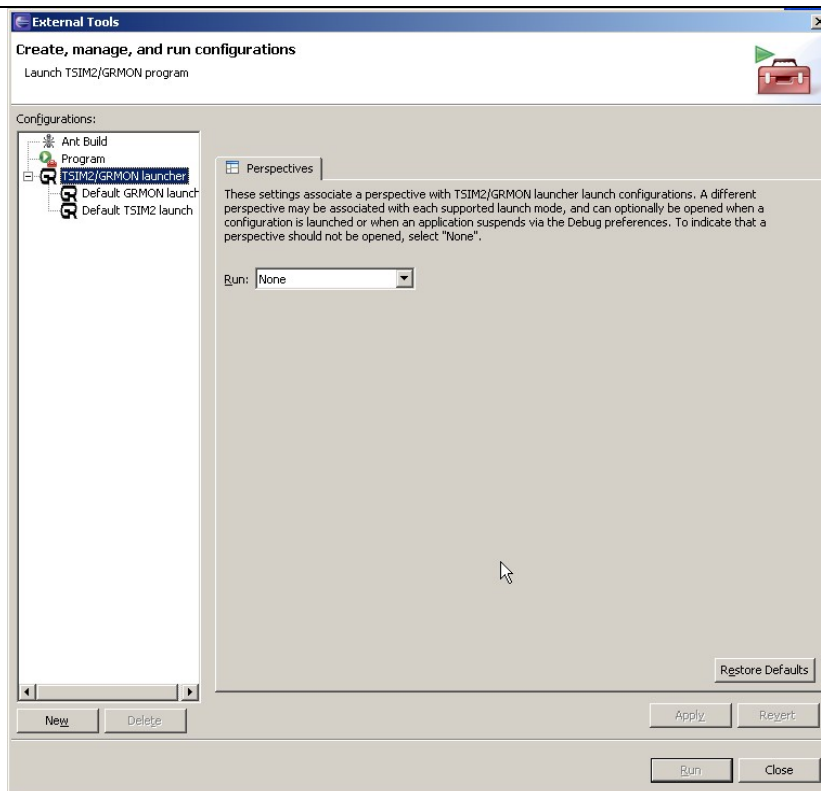 External Tools
Create, manage, and run configurations
Launch TSIM2/GRMON program
Configurations:
Ant Build
Program
TSIM2/GRMON launcher
Default GRMON launch
Default TSIM2 launch
Perspectives
These settings associate a perspective with TSIM2/GRMON launcher launch configurations. A different
perspective may be associated with each supported launch mode, and can optionally be opened when a
configuration is launched or when an application suspends via the Debug preferences. To indicate that a
perspective should not be opened, select "None".
Run: None
Restore Defaults
New Delete Apply Revert
Run Close